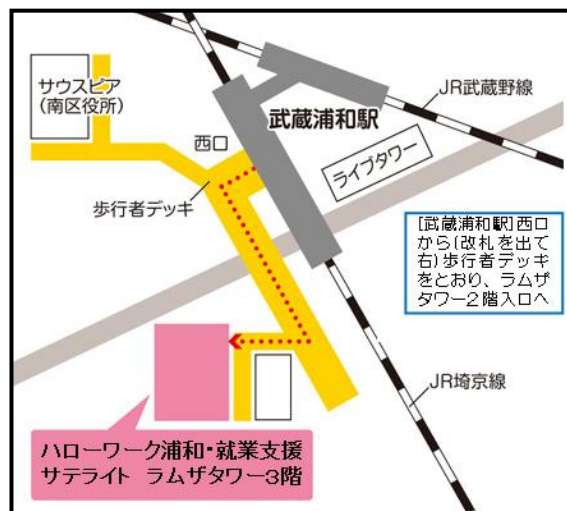 サウスピア
(南区役所)
JR武蔵野線
武蔵浦和駅
西口
ライブタワー
歩行者デッキ
[武蔵浦和駅]西口
から(改札を出て
右)歩行者デッキ
をとおり、ラムザ
タワー2階入口へ
JR埼京線
ハローワーク浦和・就業支援
サテライト ラムザタワー3階